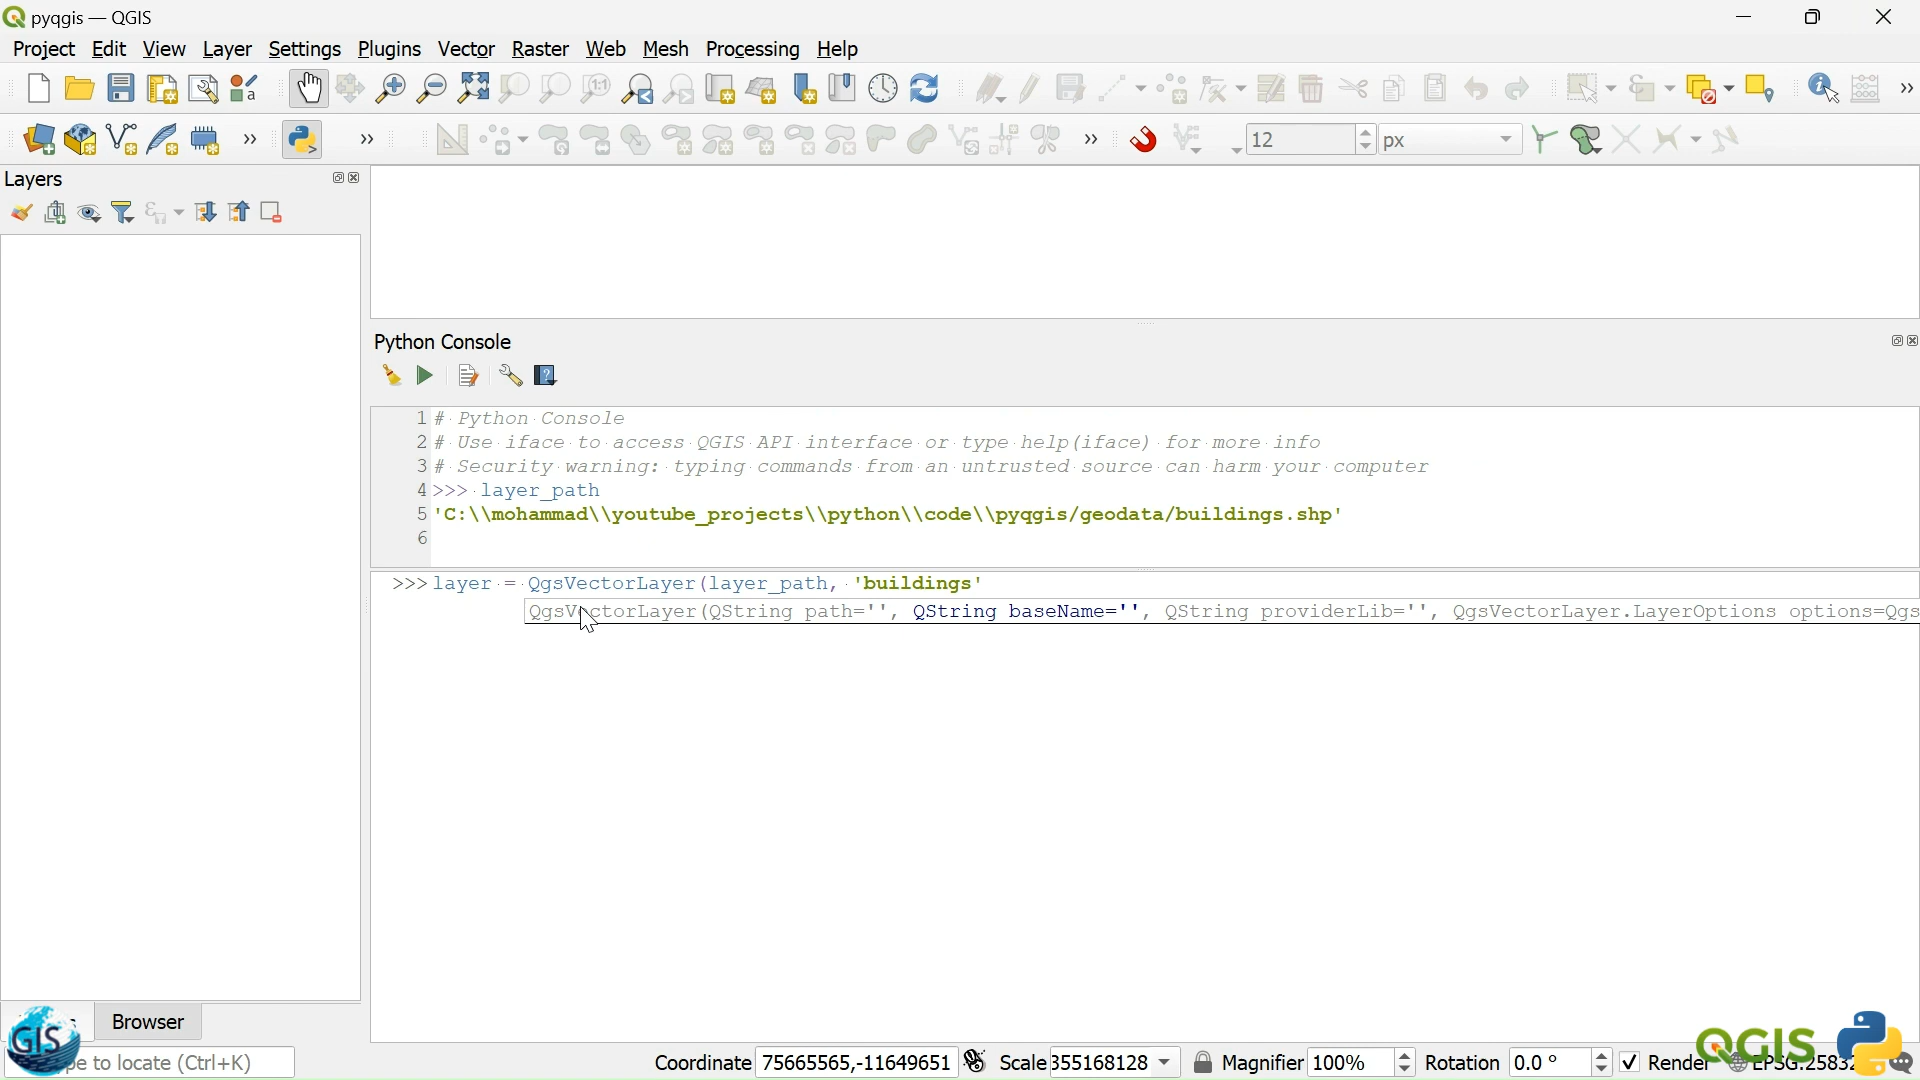 pyqgis — QGIS
Project Edit View Layer Settings Plugins Vector Raster Web Mesh Processing Help
12 px
Layers
Python Console
1 # Python Console
2 # Use iface to access QGIS API interface or type help(iface) for more info
3 # Security warning: typing commands from an untrusted source can harm your computer
4 >>> layer_path
5 'C:\\mohammad\\youtube_projects\\python\\code\\pyqgis/geodata/buildings.shp'
6
>>> layer = QgsVectorLayer(layer_path, 'buildings'
QgsVectorLayer(QString path='', QString baseName='', QString providerLib='', QgsVectorLayer.LayerOptions options=Qgs
Browser
GIS
pe to locate (Ctrl+K)
Coordinate 75665565,-11649651 Scale 355168128 Magnifier 100% Rotation 0.0 ° Render EPSG:25832
QGIS